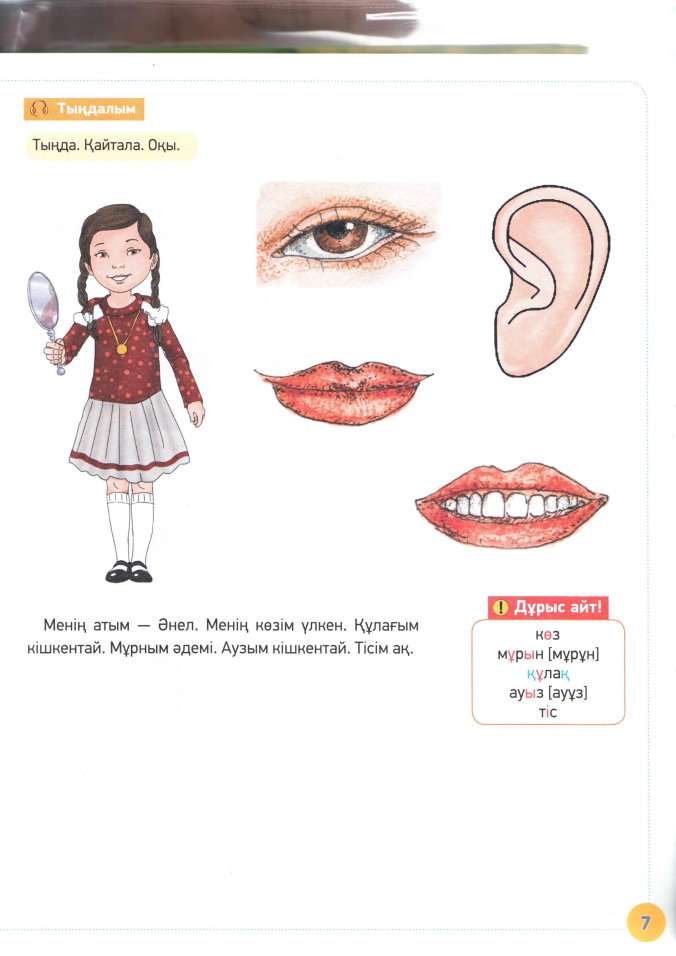 Тыңдалым
Тыңда. Қайтала. Оқы.
Менің атым — Әнел. Менің көзім үлкен. Құлағым
кішкентай. Мұрным әдемі. Аузым кішкентай. Тісім ақ.
! Дұрыс айт!
көз
мұрын [мұрұн]
құлақ
ауыз [ауұз]
тіс
7